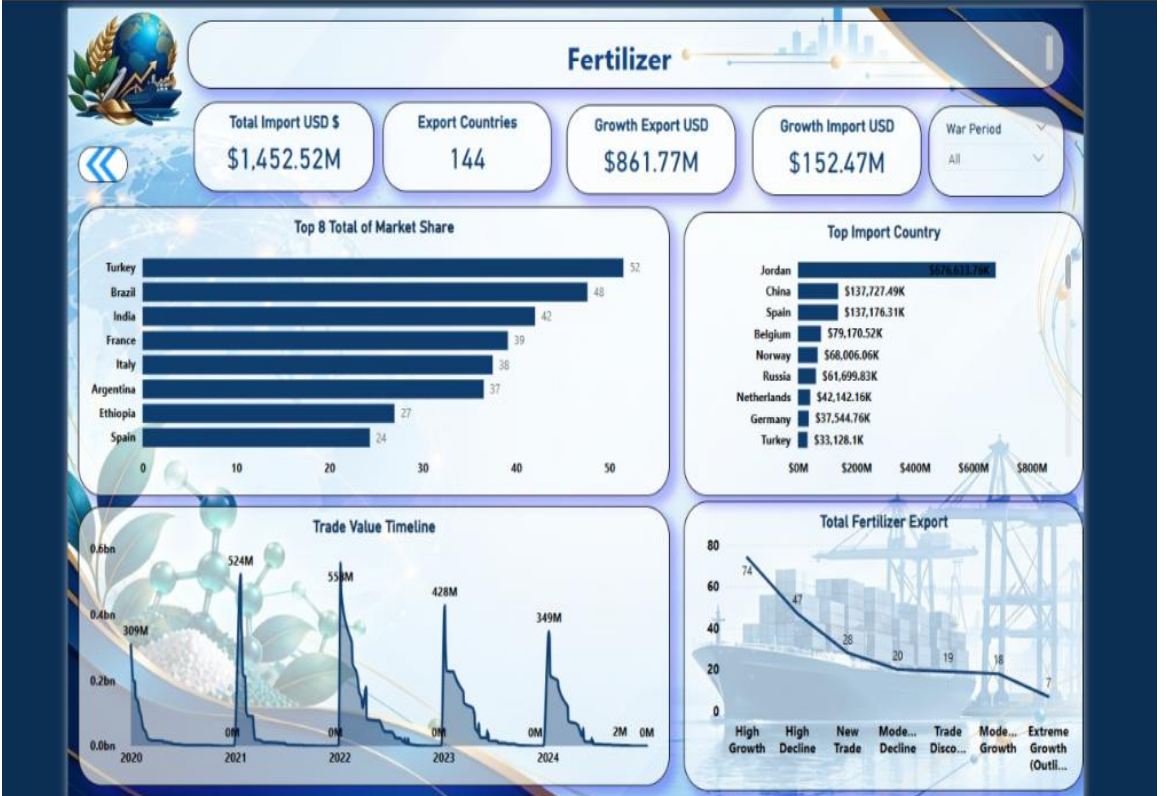 Fertilizer
Total Import USD $
$1,452.52M
Export Countries
144
Growth Export USD
$861.77M
Growth Import USD
$152.47M
War Period
All
Top 8 Total of Market Share
Turkey 52
Brazil 48
India 42
France 39
Italy 38
Argentina 37
Ethiopia 27
Spain 24
0 10 20 30 40 50
Top Import Country
Jordan $676,633.76K
China $137,727.49K
Spain $137,176.31K
Belgium $79,170.52K
Norway $68,006.06K
Russia $61,699.83K
Netherlands $42,142.16K
Germany $37,544.76K
Turkey $33,128.1K
$0M $200M $400M $600M $800M
Trade Value Timeline
0.6bn
0.4bn
0.2bn
0.0bn
309M
524M
428M
349M
0M 0M 0M 0M 2M 0M
2020 2021 2022 2023 2024
Total Fertilizer Export
80
60
40
20
0
74 47 28 20 19 18 7
High Growth
High Decline
New Trade
Mode... Decline
Trade Disco...
Mode... Growth
Extreme Growth (Outli...